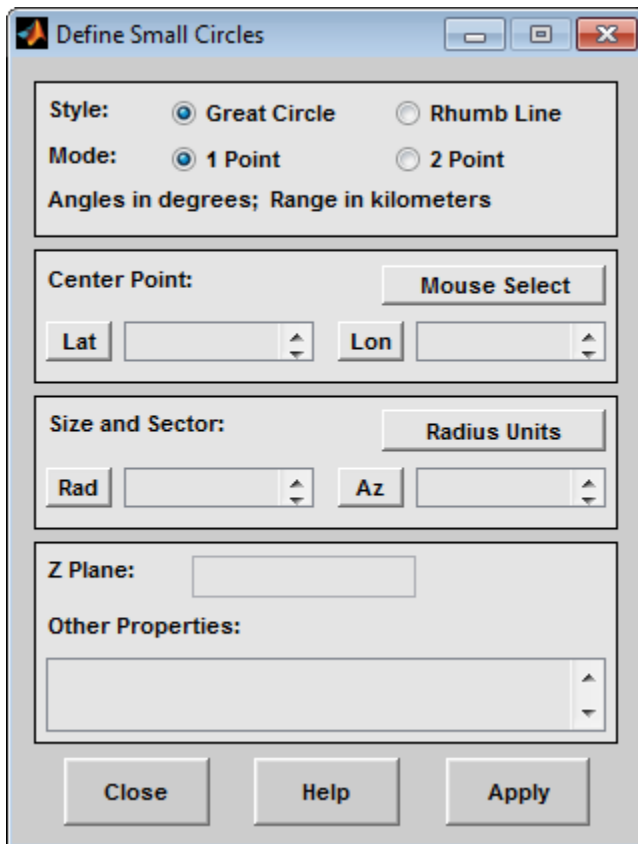 Define Small Circles
Style: Great Circle Rhumb Line
Mode: 1 Point 2 Point
Angles in degrees; Range in kilometers
Center Point: Mouse Select
Lat Lon
Size and Sector: Radius Units
Rad Az
Z Plane:
Other Properties:
Close Help Apply